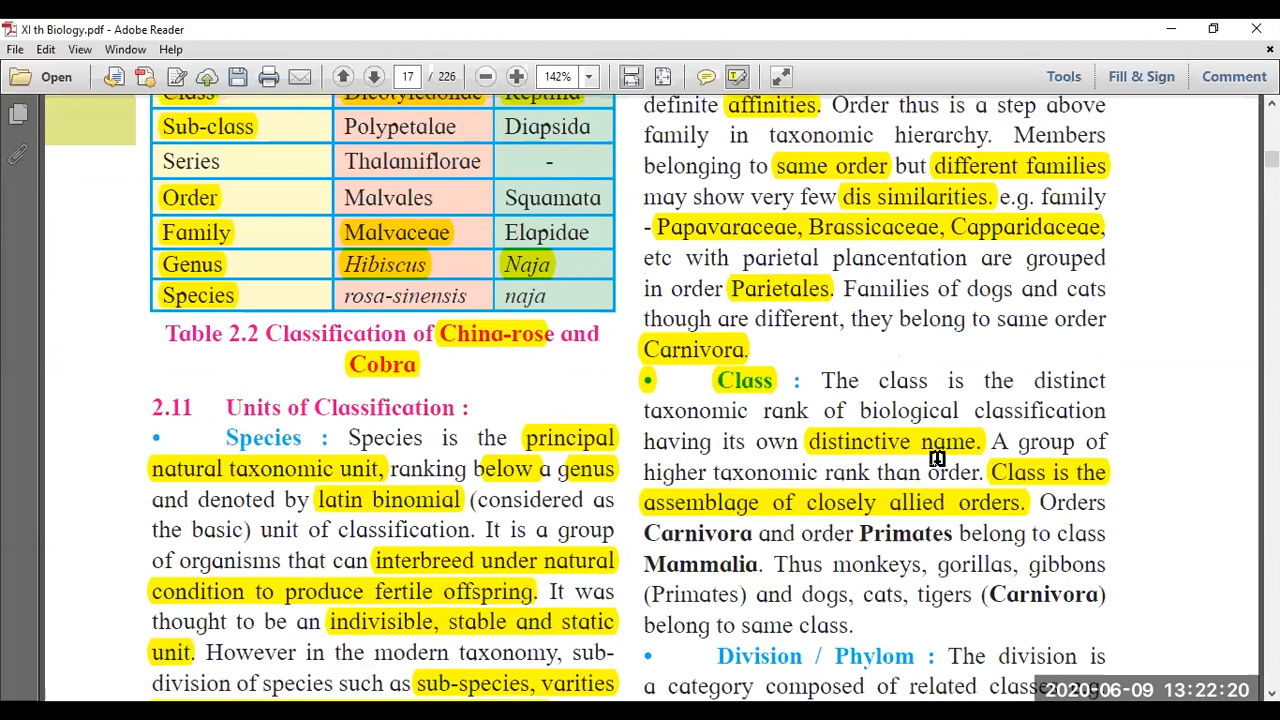 XI th Biology.pdf - Adobe Reader
File Edit View Window Help
Open 17 / 226 142% Tools Fill & Sign Comment
Class Dicotyledonae Reptilia
Sub-class Polypetalae Diapsida
Series Thalamiflorae -
Order Malvales Squamata
Family Malvaceae Elapidae
Genus Hibiscus Naja
Species rosa-sinensis naja
Table 2.2 Classification of China-rose and
Cobra
2.11 Units of Classification :
• Species : Species is the principal
natural taxonomic unit, ranking below a genus
and denoted by latin binomial (considered as
the basic) unit of classification. It is a group
of organisms that can interbreed under natural
condition to produce fertile offspring. It was
thought to be an indivisible, stable and static
unit. However in the modern taxonomy, sub-
division of species such as sub-species, varities
definite affinities. Order thus is a step above
family in taxonomic hierarchy. Members
belonging to same order but different families
may show very few dis similarities. e.g. family
- Papavaraceae, Brassicaceae, Capparidaceae,
etc with parietal plancentation are grouped
in order Parietales. Families of dogs and cats
though are different, they belong to same order
Carnivora.
• Class : The class is the distinct
taxonomic rank of biological classification
having its own distinctive name. A group of
higher taxonomic rank than order. Class is the
assemblage of closely allied orders. Orders
Carnivora and order Primates belong to class
Mammalia. Thus monkeys, gorillas, gibbons
(Primates) and dogs, cats, tigers (Carnivora)
belong to same class.
• Division / Phylom : The division is
a category composed of related classes
2020-06-09 13:22:20